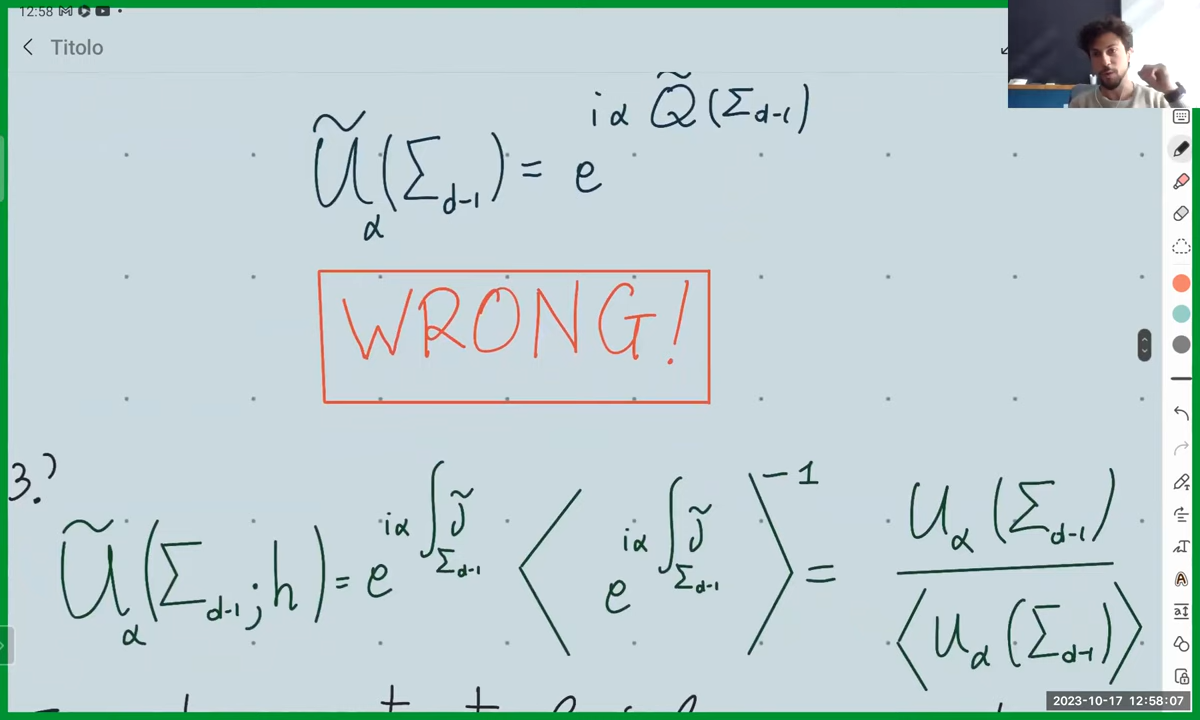 12:58
Titolo
Ũ_α(Σ_{d-1}) = e^{iα Q̃(Σ_{d-1})}
WRONG!
3.)
Ũ_α(Σ_{d-1}; h) = e^{iα ∫_{Σ_{d-1}} J̃} ⟨ e^{iα ∫_{Σ_{d-1}} J̃} ⟩^{-1} = U_α(Σ_{d-1}) / ⟨U_α(Σ_{d-1})⟩
2023-10-17 12:58:07